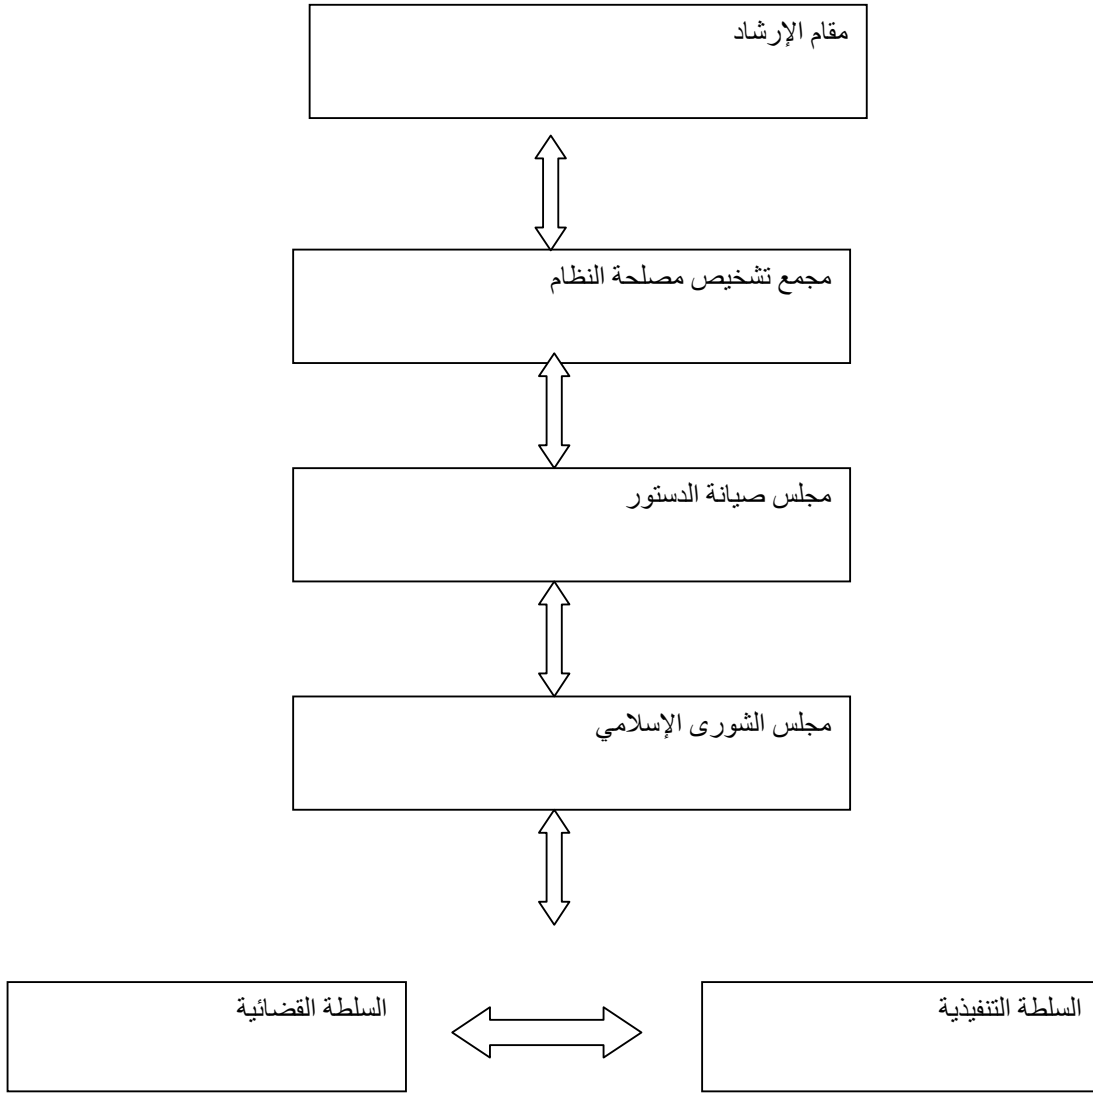 مقام الإرشاد
مجمع تشخيص مصلحة النظام
مجلس صيانة الدستور
مجلس الشورى الإسلامي
السلطة التنفيذية
السلطة القضائية